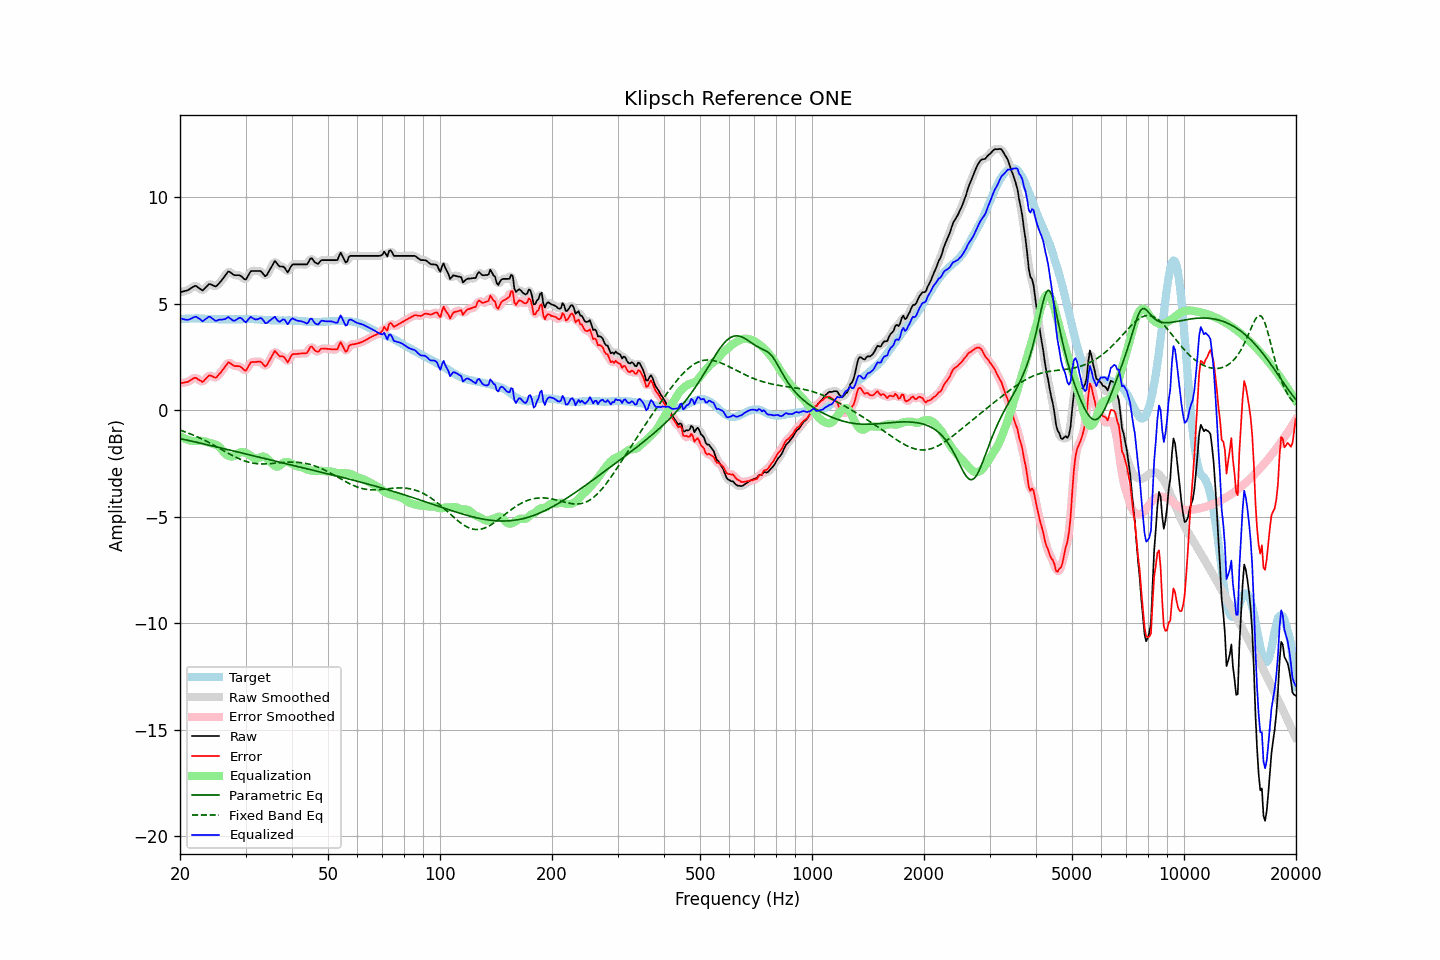 Klipsch Reference ONE
Amplitude (dBr)
10
5
0
−5
−10
−15
−20
Target
Raw Smoothed
Error Smoothed
Raw
Error
Equalization
Parametric Eq
Fixed Band Eq
Equalized
20 50 100 200 500 1000 2000 5000 10000 20000
Frequency (Hz)